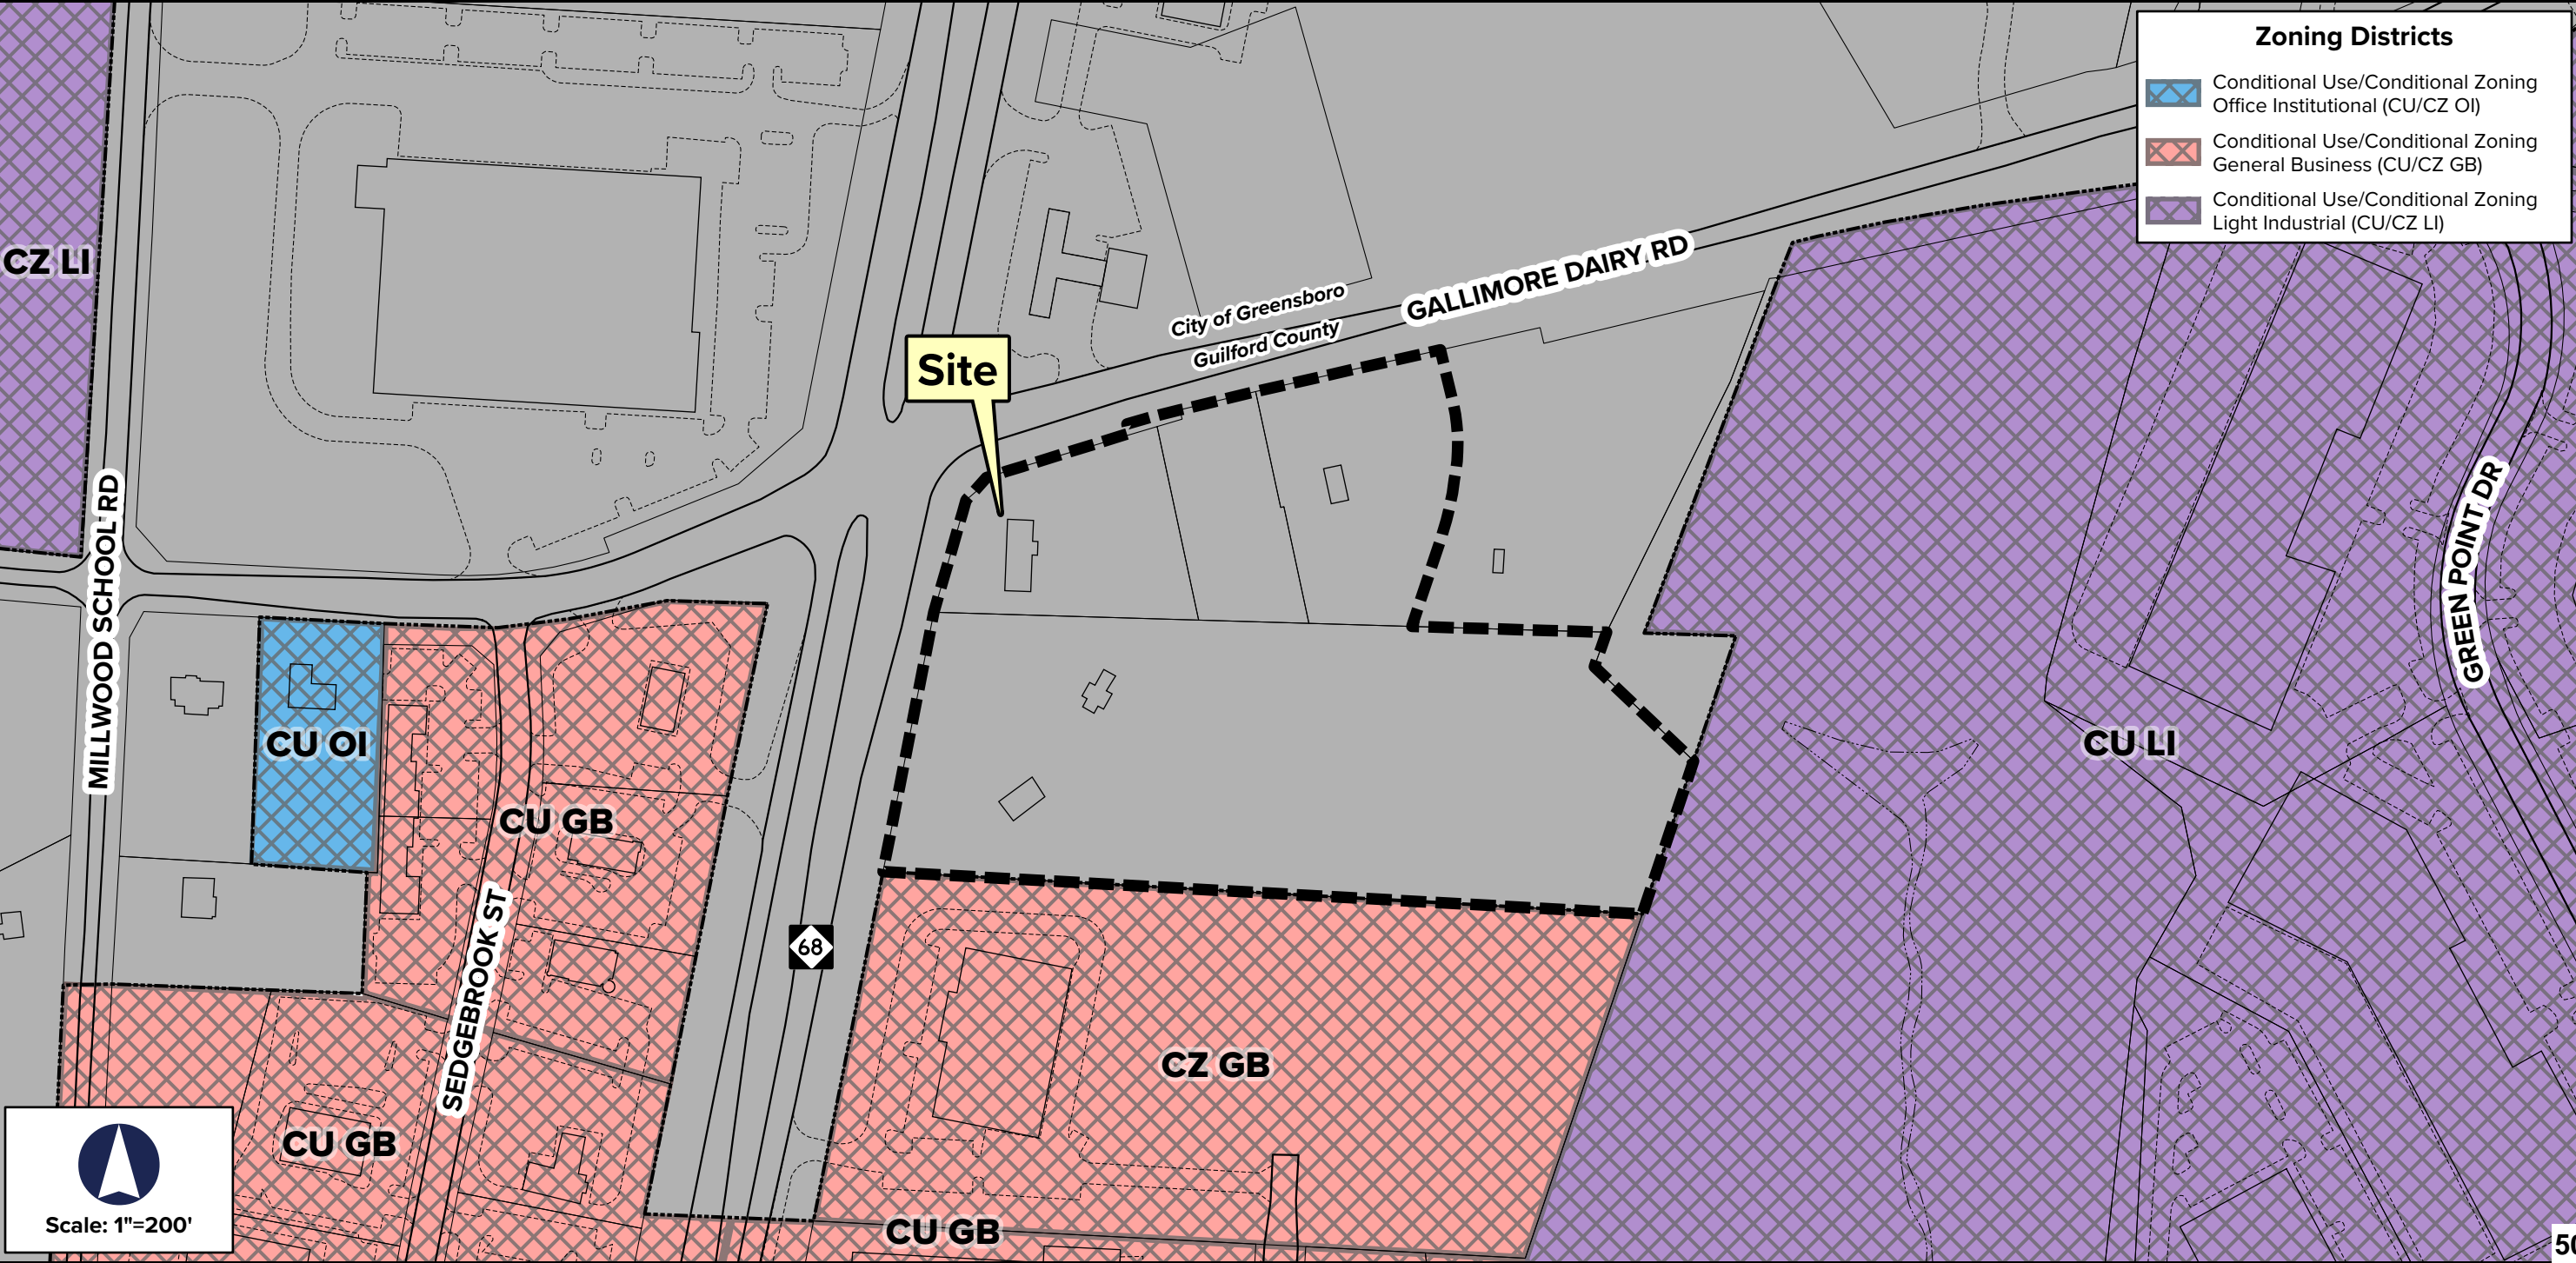 Zoning Districts
Conditional Use/Conditional Zoning
Office Institutional (CU/CZ OI)
Conditional Use/Conditional Zoning
General Business (CU/CZ GB)
Conditional Use/Conditional Zoning
Light Industrial (CU/CZ LI)
CZ LI
GALLIMORE DAIRY RD
City of Greensboro
Guilford County
Site
MILLWOOD SCHOOL RD
GREEN POINT DR
CU OI
CU LI
CU GB
SEDGEBROOK ST
68
CZ GB
CU GB
CU GB
Scale: 1"=200'